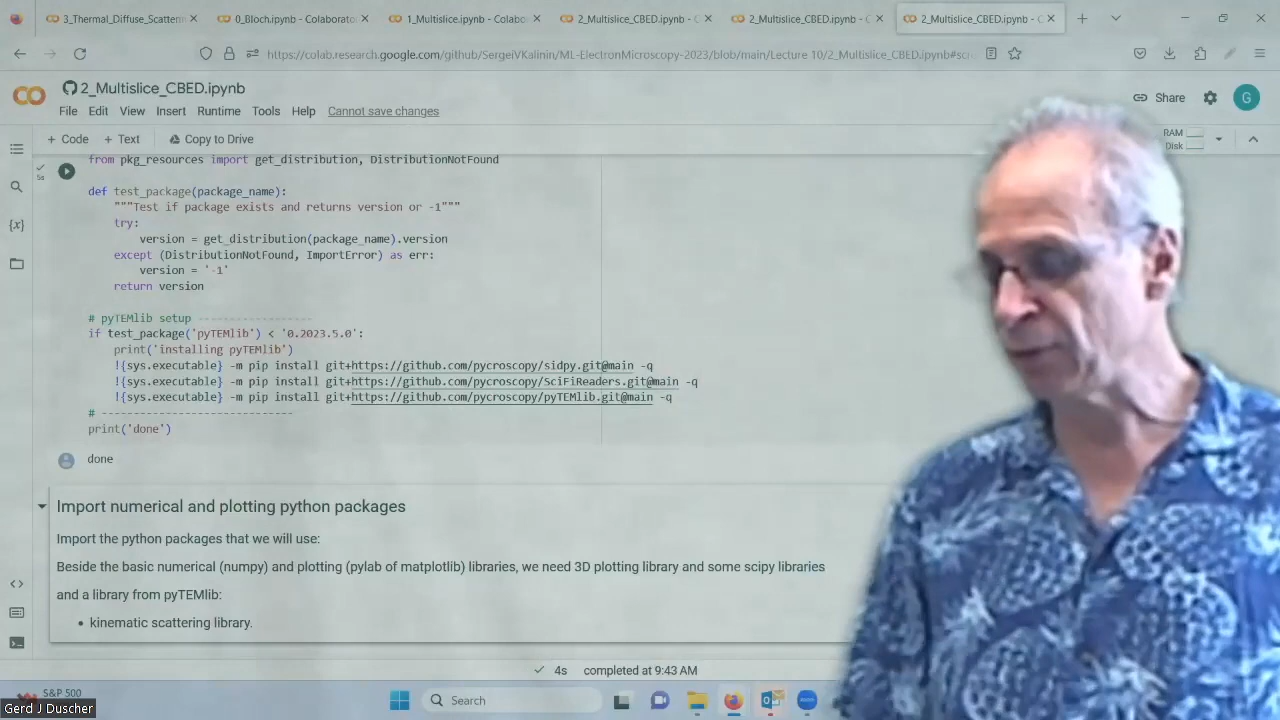 3_Thermal_Diffuse_Scatterin
0_Bloch.ipynb - Colaborato
1_Multislice.ipynb - Colabo
2_Multislice_CBED.ipynb - C
2_Multislice_CBED.ipynb - C
2_Multislice_CBED.ipynb - C
https://colab.research.google.com/github/SergeiVKalinin/ML-ElectronMicroscopy-2023/blob/main/Lecture 10/2_Multislice_CBED.ipynb#scr
2_Multislice_CBED.ipynb
File Edit View Insert Runtime Tools Help Cannot save changes
Share
G
+ Code + Text Copy to Drive
RAM
Disk
5s
from pkg_resources import get_distribution, DistributionNotFound
def test_package(package_name):
"""Test if package exists and returns version or -1"""
try:
version = get_distribution(package_name).version
except (DistributionNotFound, ImportError) as err:
version = '-1'
return version
# pyTEMlib setup ------------------
if test_package('pyTEMlib') < '0.2023.5.0':
print('installing pyTEMlib')
!{sys.executable} -m pip install git+https://github.com/pycroscopy/sidpy.git@main -q
!{sys.executable} -m pip install git+https://github.com/pycroscopy/SciFiReaders.git@main -q
!{sys.executable} -m pip install git+https://github.com/pycroscopy/pyTEMlib.git@main -q
# ------------------------------
print('done')
done
Import numerical and plotting python packages
Import the python packages that we will use:
Beside the basic numerical (numpy) and plotting (pylab of matplotlib) libraries, we need 3D plotting library and some scipy libraries
and a library from pyTEMlib:
• kinematic scattering library.
4s completed at 9:43 AM
S&P 500
Search
Gerd J Duscher